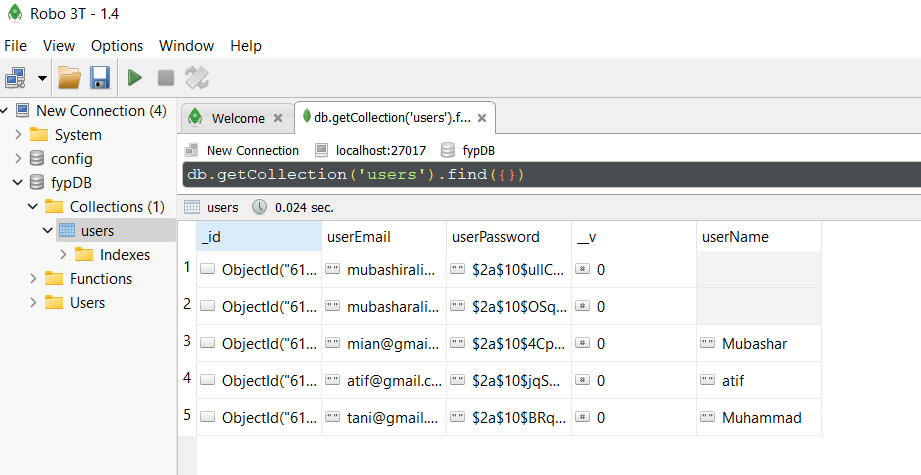 Robo 3T - 1.4
File View Options Window Help
New Connection (4)
System
config
fypDB
Collections (1)
users
Indexes
Functions
Users
Welcome
db.getCollection('users').f...
New Connection localhost:27017 fypDB
db.getCollection('users').find({})
users 0.024 sec.
_id userEmail userPassword __v userName
1 ObjectId("61... "" mubashirali... "" $2a$10$ullC... # 0
2 ObjectId("61... "" mubasharali... "" $2a$10$OSq... # 0
3 ObjectId("61... "" mian@gmai... "" $2a$10$4Cp... # 0 "" Mubashar
4 ObjectId("61... "" atif@gmail.c... "" $2a$10$jqS... # 0 "" atif
5 ObjectId("61... "" tani@gmail.... "" $2a$10$BRq... # 0 "" Muhammad